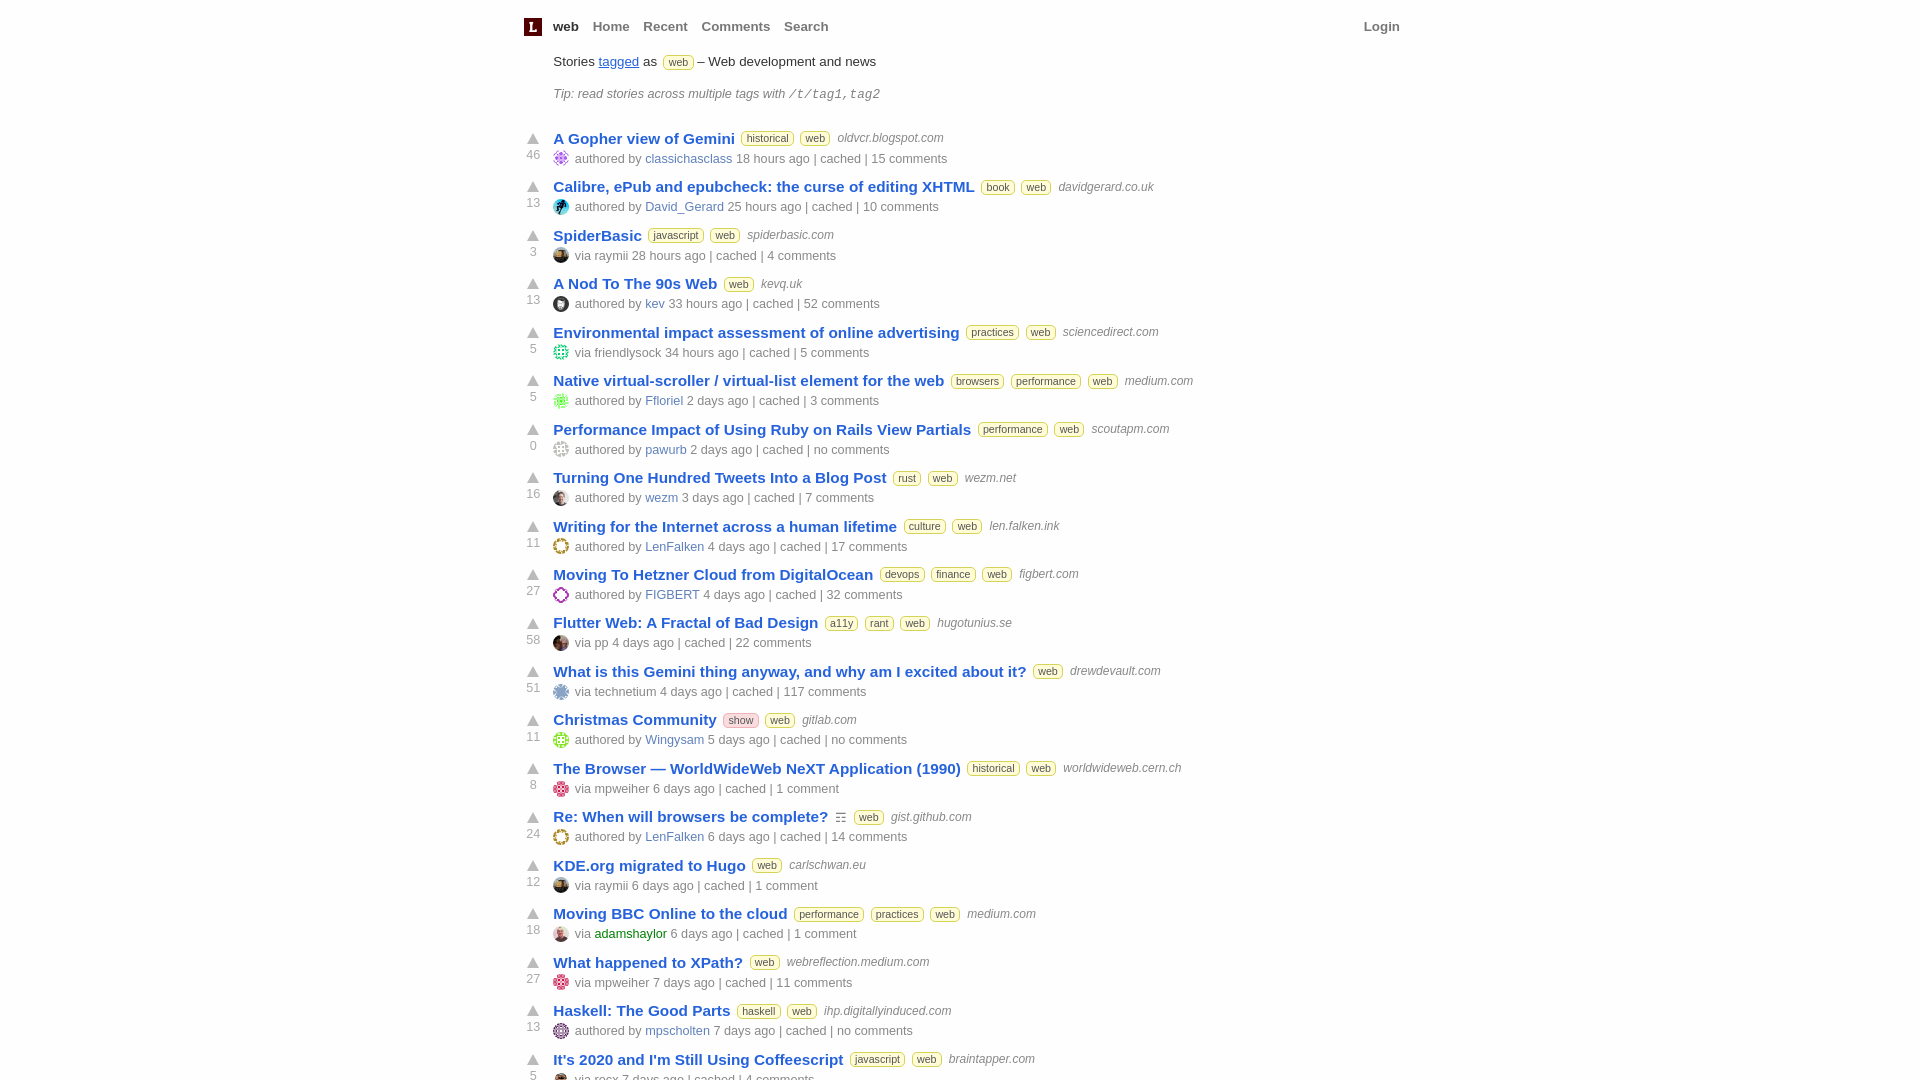 L web Home Recent Comments Search Login
Stories tagged as web – Web development and news
Tip: read stories across multiple tags with /t/tag1,tag2
A Gopher view of Gemini historical web oldvcr.blogspot.com
46 authored by classichasclass 18 hours ago | cached | 15 comments
Calibre, ePub and epubcheck: the curse of editing XHTML book web davidgerard.co.uk
13 authored by David_Gerard 25 hours ago | cached | 10 comments
SpiderBasic javascript web spiderbasic.com
3 via raymii 28 hours ago | cached | 4 comments
A Nod To The 90s Web web kevq.uk
13 authored by kev 33 hours ago | cached | 52 comments
Environmental impact assessment of online advertising practices web sciencedirect.com
5 via friendlysock 34 hours ago | cached | 5 comments
Native virtual-scroller / virtual-list element for the web browsers performance web medium.com
5 authored by Ffloriel 2 days ago | cached | 3 comments
Performance Impact of Using Ruby on Rails View Partials performance web scoutapm.com
0 authored by pawurb 2 days ago | cached | no comments
Turning One Hundred Tweets Into a Blog Post rust web wezm.net
16 authored by wezm 3 days ago | cached | 7 comments
Writing for the Internet across a human lifetime culture web len.falken.ink
11 authored by LenFalken 4 days ago | cached | 17 comments
Moving To Hetzner Cloud from DigitalOcean devops finance web figbert.com
27 authored by FIGBERT 4 days ago | cached | 32 comments
Flutter Web: A Fractal of Bad Design a11y rant web hugotunius.se
58 via pp 4 days ago | cached | 22 comments
What is this Gemini thing anyway, and why am I excited about it? web drewdevault.com
51 via technetium 4 days ago | cached | 117 comments
Christmas Community show web gitlab.com
11 authored by Wingysam 5 days ago | cached | no comments
The Browser — WorldWideWeb NeXT Application (1990) historical web worldwideweb.cern.ch
8 via mpweiher 6 days ago | cached | 1 comment
Re: When will browsers be complete? ☶ web gist.github.com
24 authored by LenFalken 6 days ago | cached | 14 comments
KDE.org migrated to Hugo web carlschwan.eu
12 via raymii 6 days ago | cached | 1 comment
Moving BBC Online to the cloud performance practices web medium.com
18 via adamshaylor 6 days ago | cached | 1 comment
What happened to XPath? web webreflection.medium.com
27 via mpweiher 7 days ago | cached | 11 comments
Haskell: The Good Parts haskell web ihp.digitallyinduced.com
13 authored by mpscholten 7 days ago | cached | no comments
It's 2020 and I'm Still Using Coffeescript javascript web braintapper.com
5 via rocx 7 days ago | cached | 4 comments